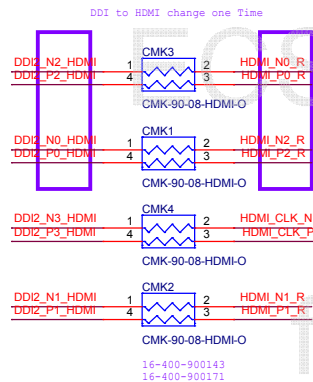 DDI to HDMI change one Time
CMK3
DDI2_N2_HDMI 1 2 HDMI_N0_R
DDI2_P2_HDMI 4 3 HDMI_P0_R
CMK-90-08-HDMI-O
CMK1
DDI2_N0_HDMI 1 2 HDMI_N2_R
DDI2_P0_HDMI 4 3 HDMI_P2_R
CMK-90-08-HDMI-O
CMK4
DDI2_N3_HDMI 1 2 HDMI_CLK_N
DDI2_P3_HDMI 4 3 HDMI_CLK_P
CMK-90-08-HDMI-O
CMK2
DDI2_N1_HDMI 1 2 HDMI_N1_R
DDI2_P1_HDMI 4 3 HDMI_P1_R
CMK-90-08-HDMI-O
16-400-900143
16-400-900171